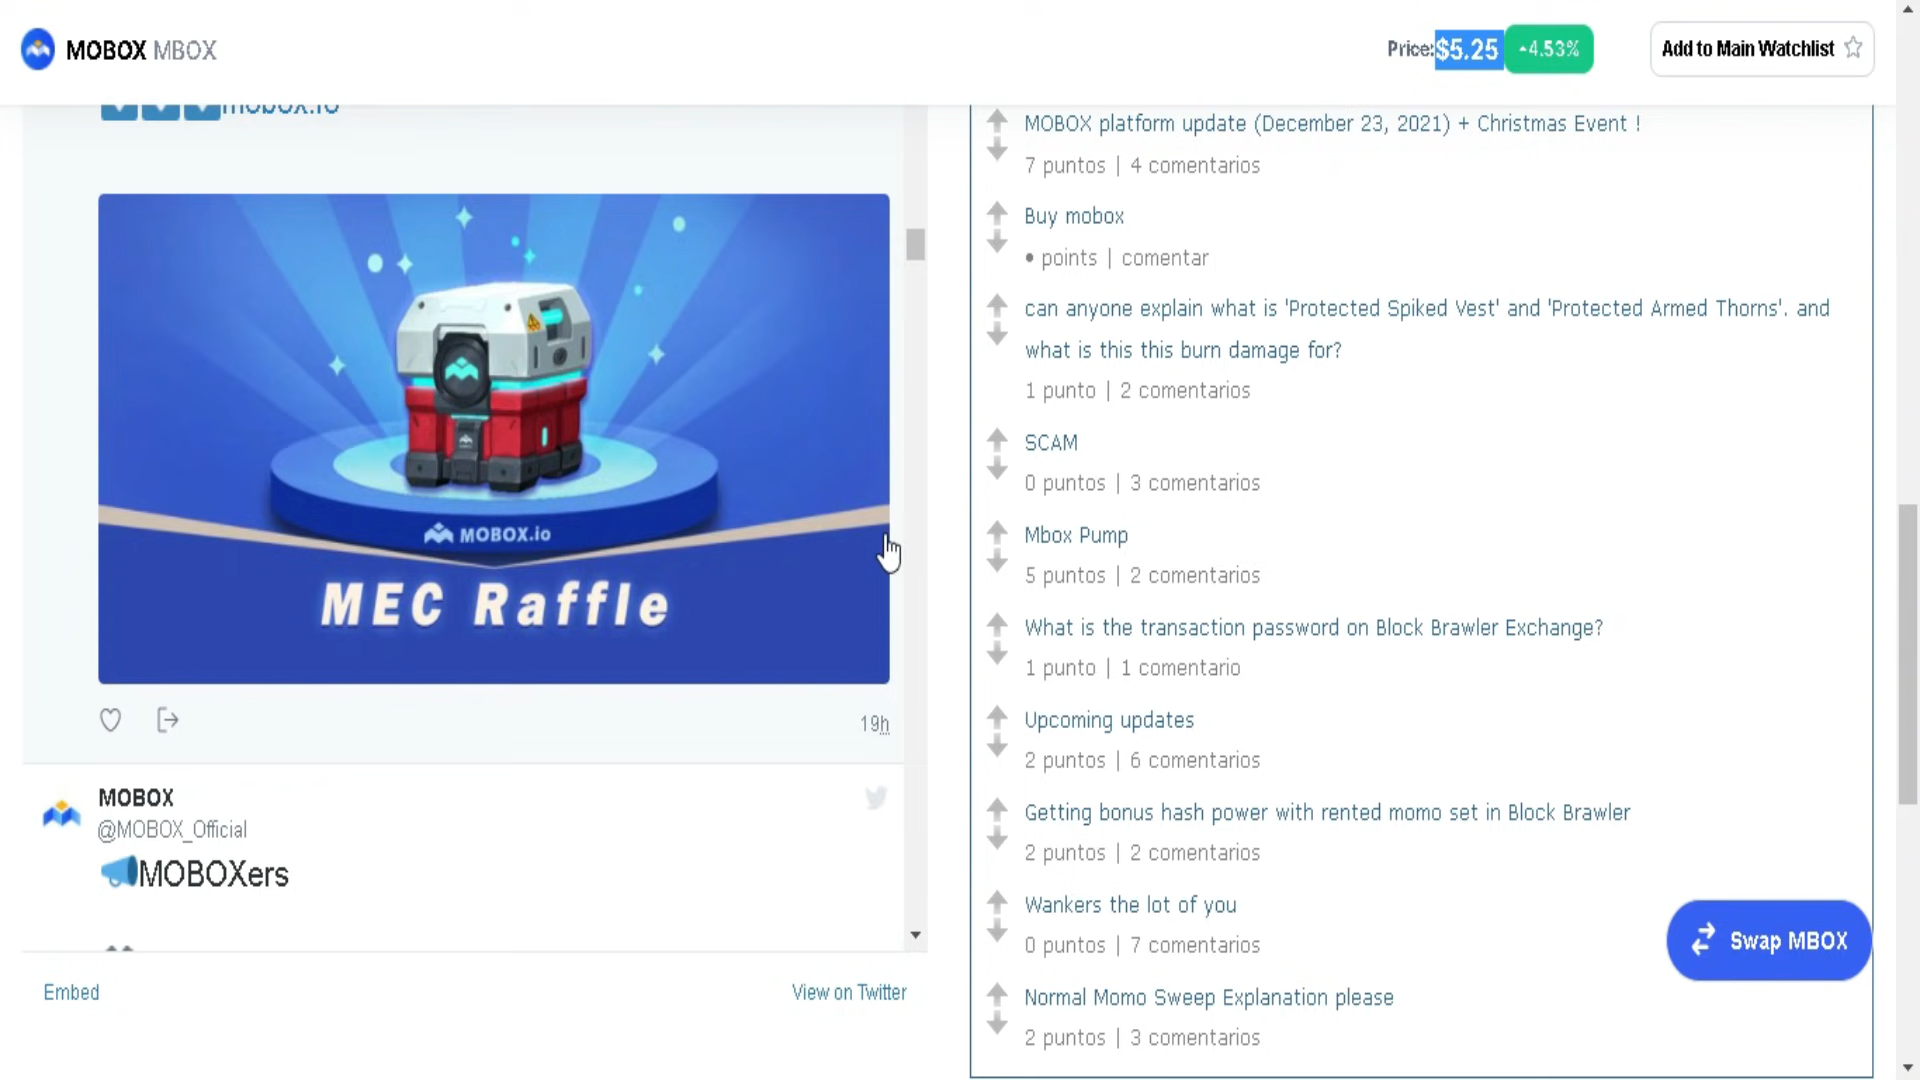 MOBOX MBOX
Price:$5.25 4.53%
Add to Main Watchlist
mobox.io
MOBOX.io
MEC Raffle
19h
MOBOX
@MOBOX_Official
MOBOXers
Embed
View on Twitter
MOBOX platform update (December 23, 2021) + Christmas Event !
7 puntos | 4 comentarios
Buy mobox
• points | comentar
can anyone explain what is 'Protected Spiked Vest' and 'Protected Armed Thorns'. and
what is this this burn damage for?
1 punto | 2 comentarios
SCAM
0 puntos | 3 comentarios
Mbox Pump
5 puntos | 2 comentarios
What is the transaction password on Block Brawler Exchange?
1 punto | 1 comentario
Upcoming updates
2 puntos | 6 comentarios
Getting bonus hash power with rented momo set in Block Brawler
2 puntos | 2 comentarios
Wankers the lot of you
0 puntos | 7 comentarios
Normal Momo Sweep Explanation please
2 puntos | 3 comentarios
Swap MBOX